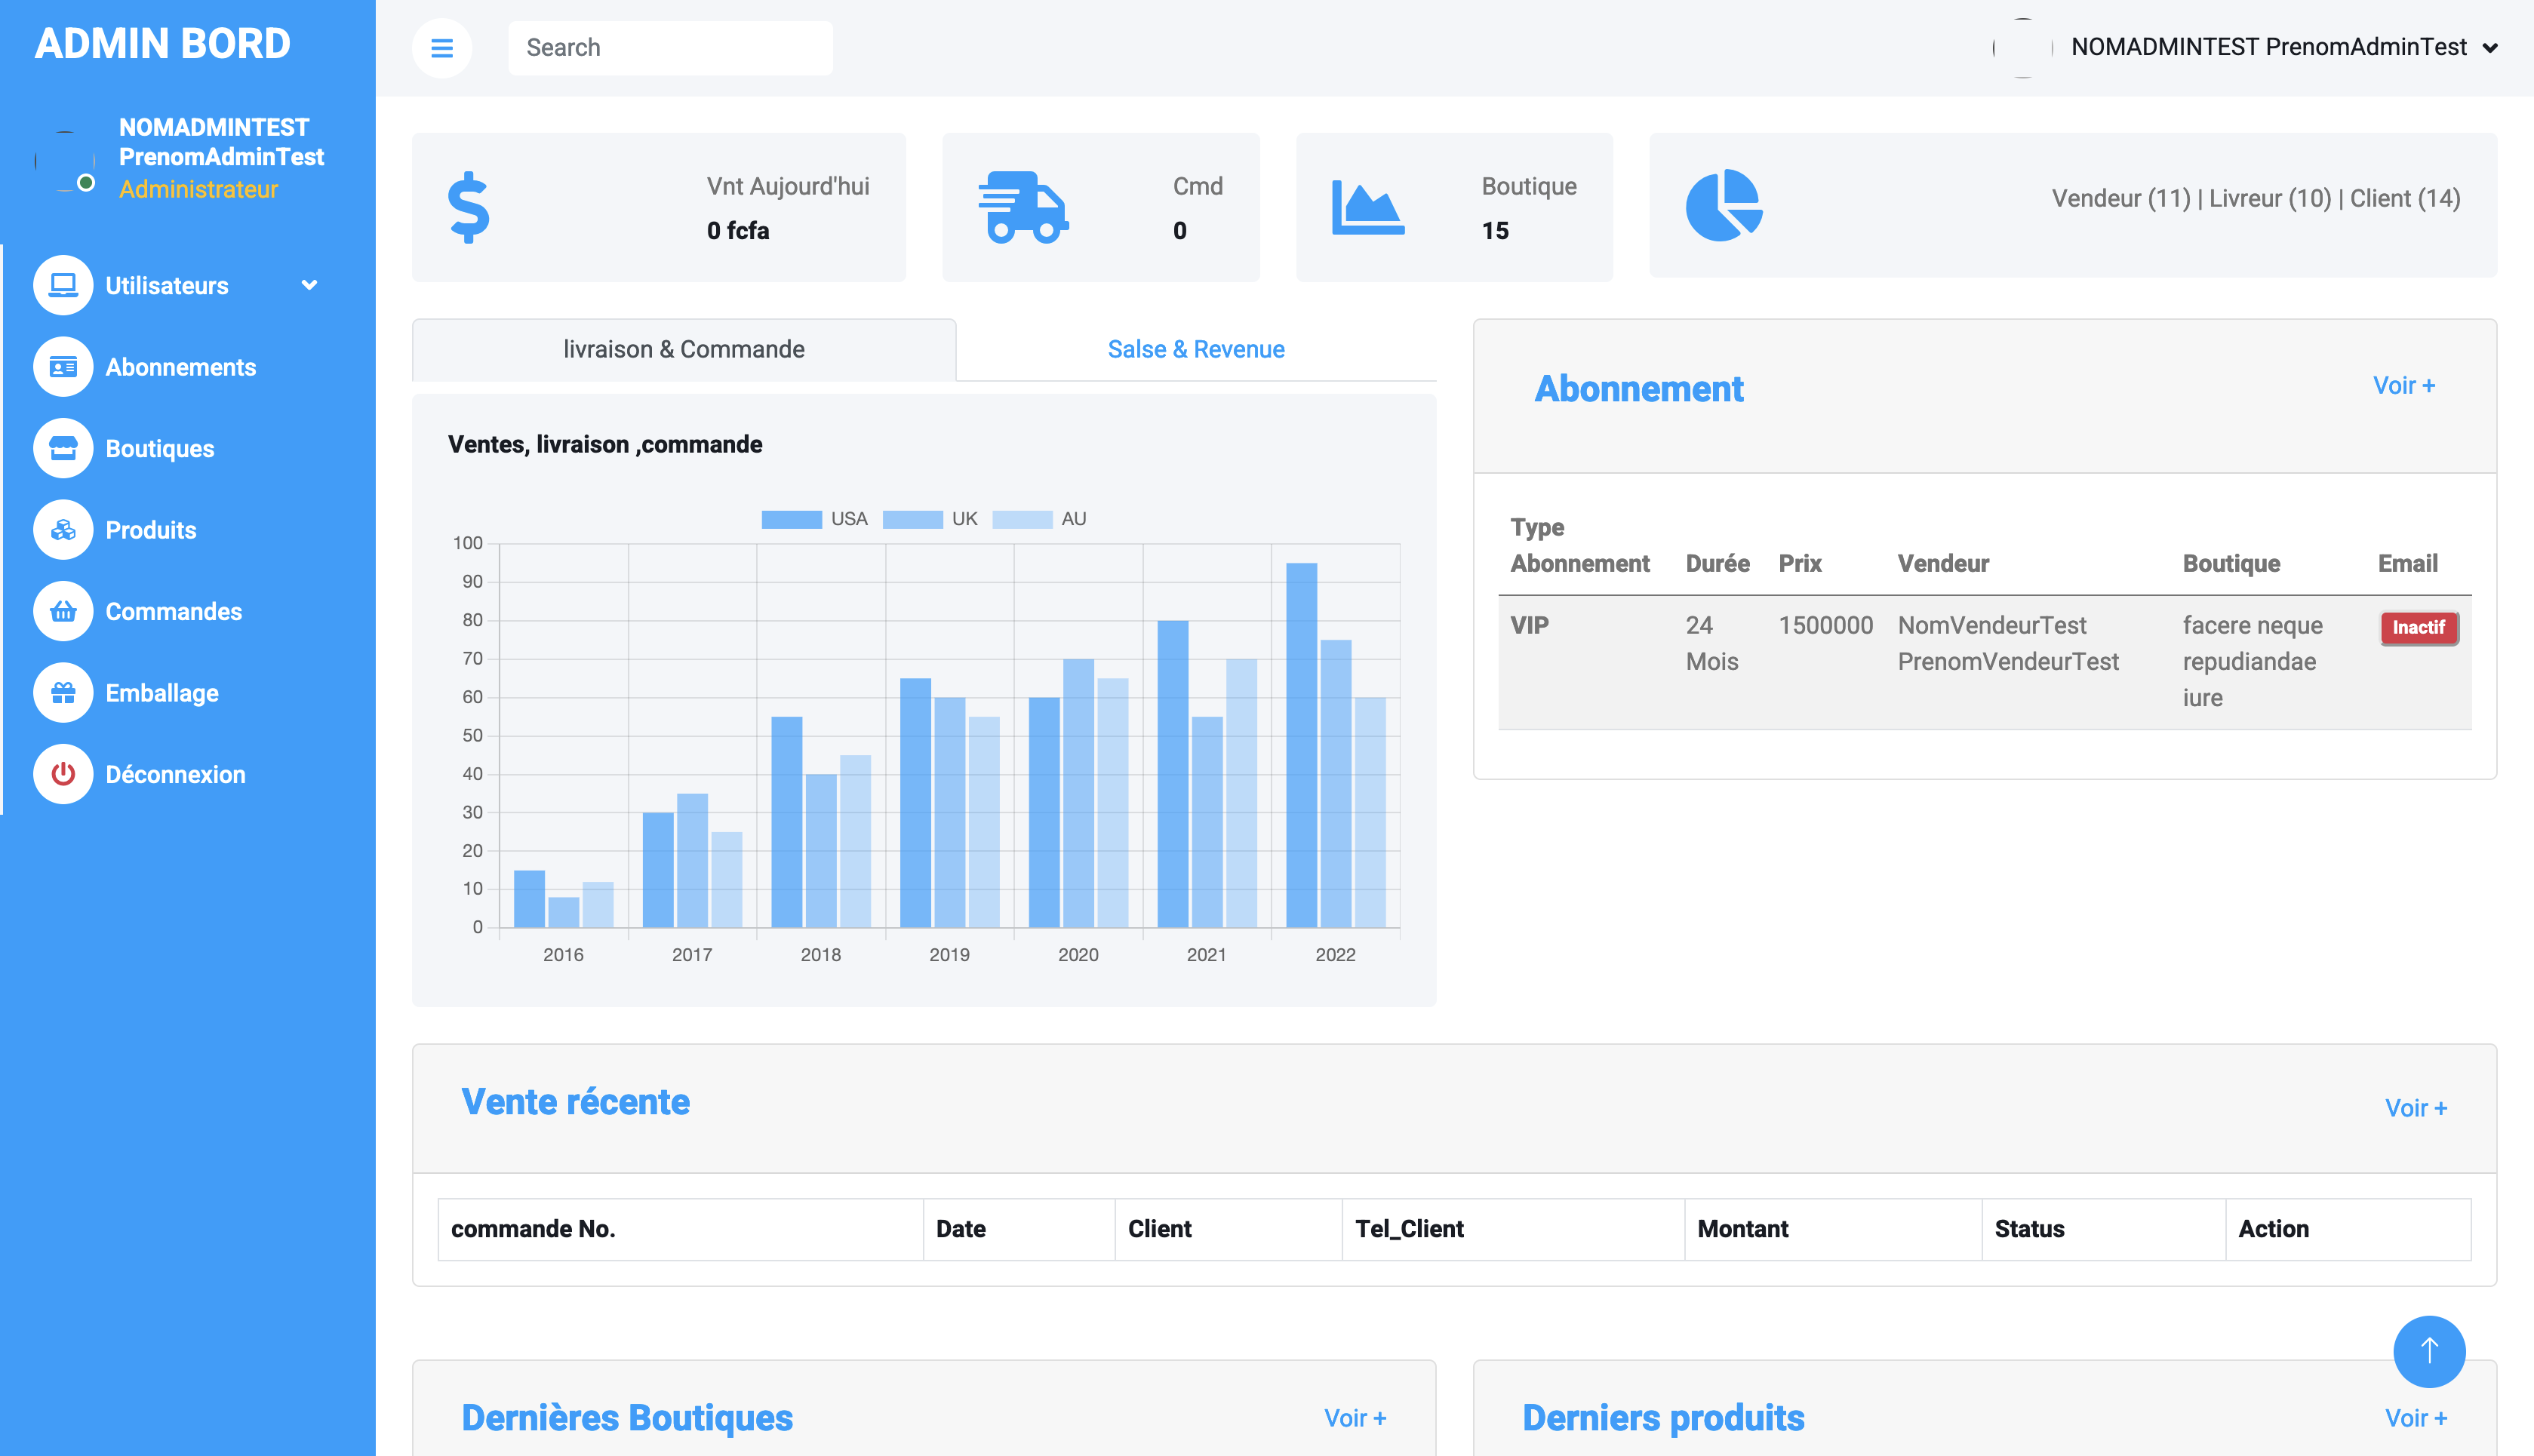 ADMIN BORD
NOMADMINTEST
PrenomAdminTest
Administrateur
Utilisateurs
Abonnements
Boutiques
Produits
Commandes
Emballage
Déconnexion
Search
NOMADMINTEST PrenomAdminTest
Vnt Aujourd'hui
0 fcfa
Cmd
0
Boutique
15
Vendeur (11) | Livreur (10) | Client (14)
livraison & Commande
Salse & Revenue
Ventes, livraison ,commande
USA UK AU
100
90
80
70
60
50
40
30
20
10
0
2016 2017 2018 2019 2020 2021 2022
Abonnement
Voir +
Type
Abonnement Durée Prix Vendeur Boutique Email
VIP 24 1500000 NomVendeurTest facere neque Inactif
Mois PrenomVendeurTest repudiandae
iure
Vente récente
Voir +
commande No. Date Client Tel_Client Montant Status Action
Dernières Boutiques
Voir +
Derniers produits
Voir +